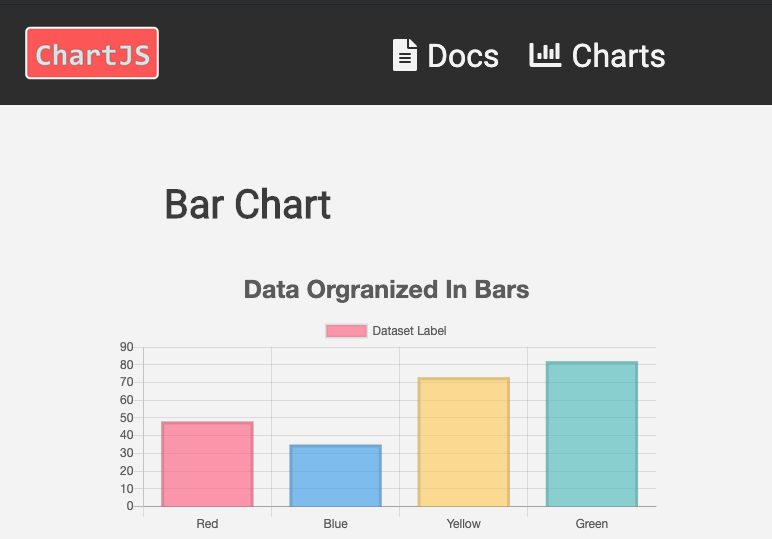 ChartJS
Docs
Charts
Bar Chart
Data Orgranized In Bars
Dataset Label
90
80
70
60
50
40
30
20
10
0
Red
Blue
Yellow
Green